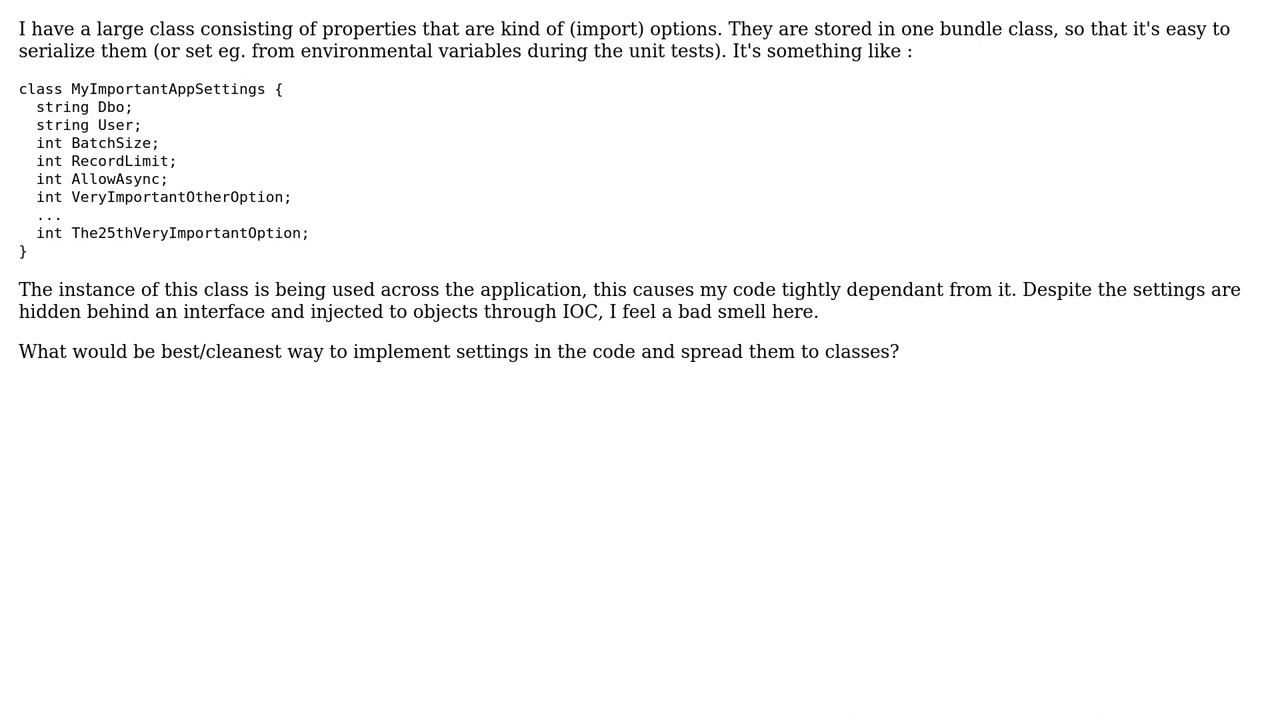 I have a large class consisting of properties that are kind of (import) options. They are stored in one bundle class, so that it's easy to
serialize them (or set eg. from environmental variables during the unit tests). It's something like :
class MyImportantAppSettings {
  string Dbo;
  string User;
  int BatchSize;
  int RecordLimit;
  int AllowAsync;
  int VeryImportantOtherOption;
  ...
  int The25thVeryImportantOption;
}
The instance of this class is being used across the application, this causes my code tightly dependant from it. Despite the settings are
hidden behind an interface and injected to objects through IOC, I feel a bad smell here.
What would be best/cleanest way to implement settings in the code and spread them to classes?